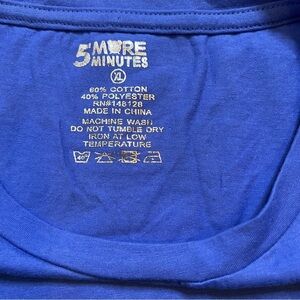 5 MORE
MINUTES
XL
60% COTTON
40% POLYESTER
RN#148126
MADE IN CHINA
MACHINE WASH
DO NOT TUMBLE DRY
IRON AT LOW
TEMPERATURE